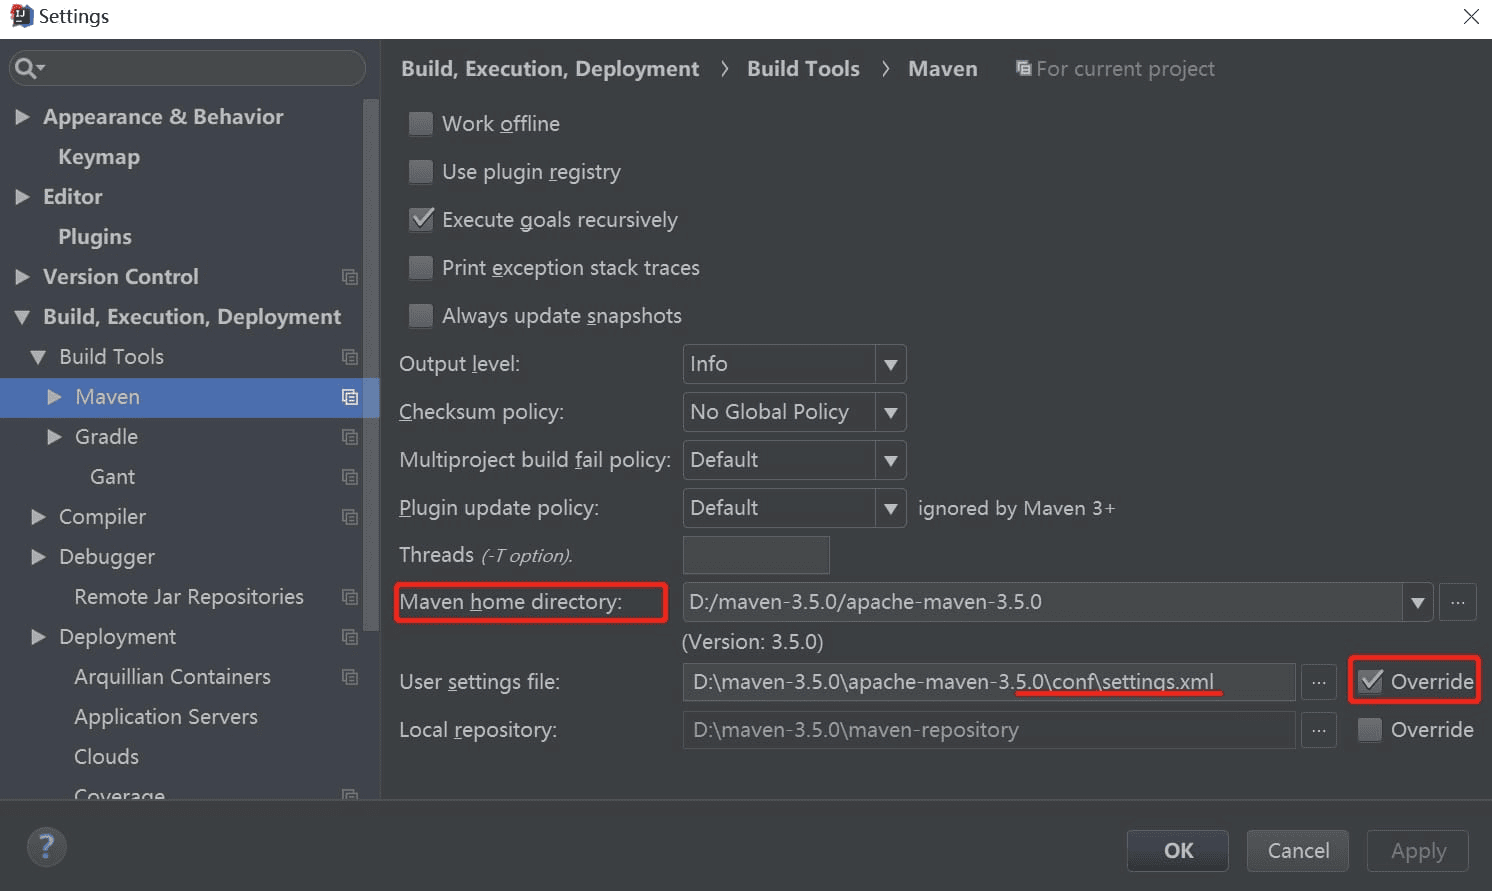 Settings
Build, Execution, Deployment › Build Tools › Maven For current project
Appearance & Behavior
Keymap
Editor
Plugins
Version Control
Build, Execution, Deployment
Build Tools
Maven
Gradle
Gant
Compiler
Debugger
Remote Jar Repositories
Deployment
Arquillian Containers
Application Servers
Clouds
Coverage
Work offline
Use plugin registry
Execute goals recursively
Print exception stack traces
Always update snapshots
Output level: Info
Checksum policy: No Global Policy
Multiproject build fail policy: Default
Plugin update policy: Default ignored by Maven 3+
Threads (-T option).
Maven home directory: D:/maven-3.5.0/apache-maven-3.5.0 ...
(Version: 3.5.0)
User settings file: D:\maven-3.5.0\apache-maven-3.5.0\conf\settings.xml ... Override
Local repository: D:\maven-3.5.0\maven-repository ... Override
? OK Cancel Apply